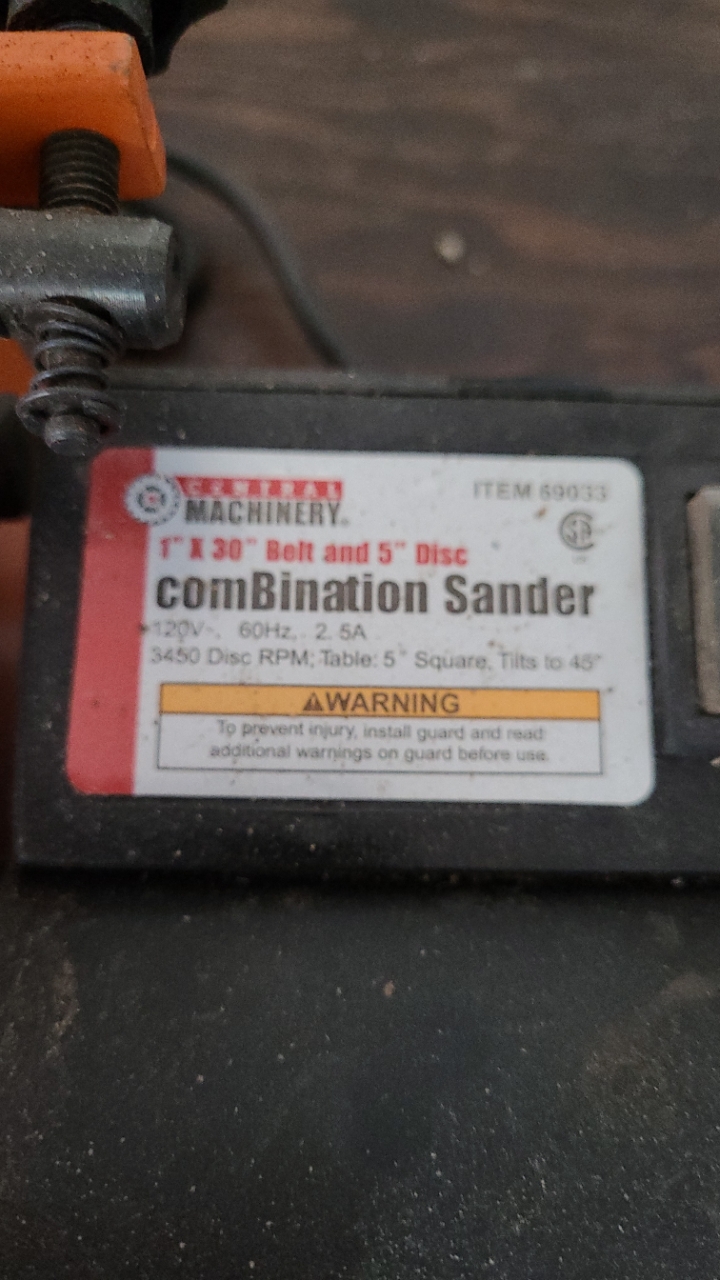 CENTRAL
MACHINERY®
ITEM 69033
1" X 30" Belt and 5" Disc
comBination Sander
120V~, 60Hz, 2.5A
3450 Disc RPM; Table: 5" Square, Tilts to 45°
⚠WARNING
To prevent injury, install guard and read
additional warnings on guard before use.